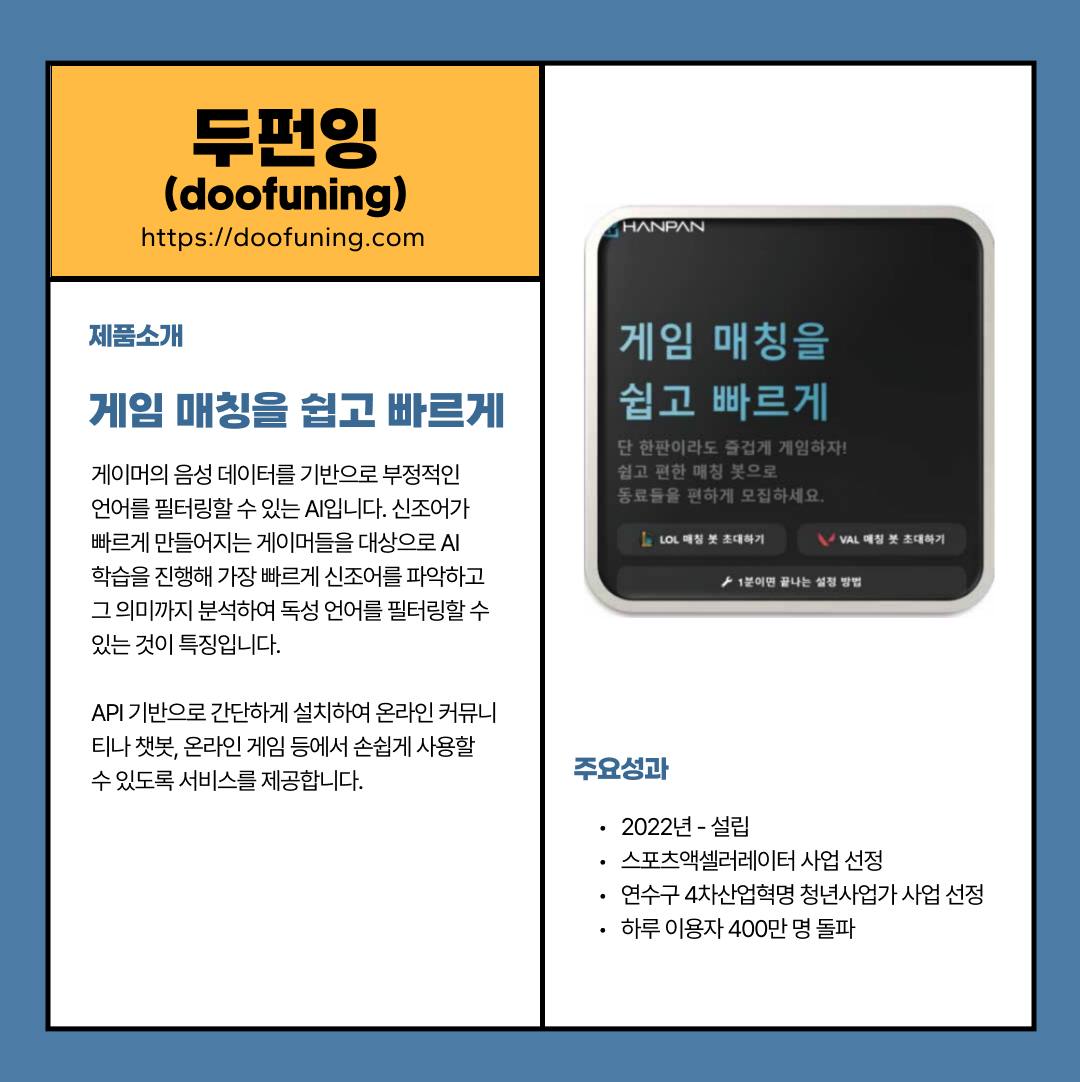 두펀잉
(doofuning)
https://doofuning.com
제품소개
게임 매칭을 쉽고 빠르게
게이머의 음성 데이터를 기반으로 부정적인
언어를 필터링할 수 있는 AI입니다. 신조어가
빠르게 만들어지는 게이머들을 대상으로 AI
학습을 진행해 가장 빠르게 신조어를 파악하고
그 의미까지 분석하여 독성 언어를 필터링할 수
있는 것이 특징입니다.
API 기반으로 간단하게 설치하여 온라인 커뮤니
티나 챗봇, 온라인 게임 등에서 손쉽게 사용할
수 있도록 서비스를 제공합니다.
HANPAN
게임 매칭을
쉽고 빠르게
단 한판이라도 즐겁게 게임하자!
쉽고 편한 매칭 봇으로
동료들을 편하게 모집하세요.
LOL 매칭 봇 초대하기
VAL 매칭 봇 초대하기
1분이면 끝나는 설정 방법
주요성과
• 2022년 - 설립
• 스포츠액셀러레이터 사업 선정
• 연수구 4차산업혁명 청년사업가 사업 선정
• 하루 이용자 400만 명 돌파